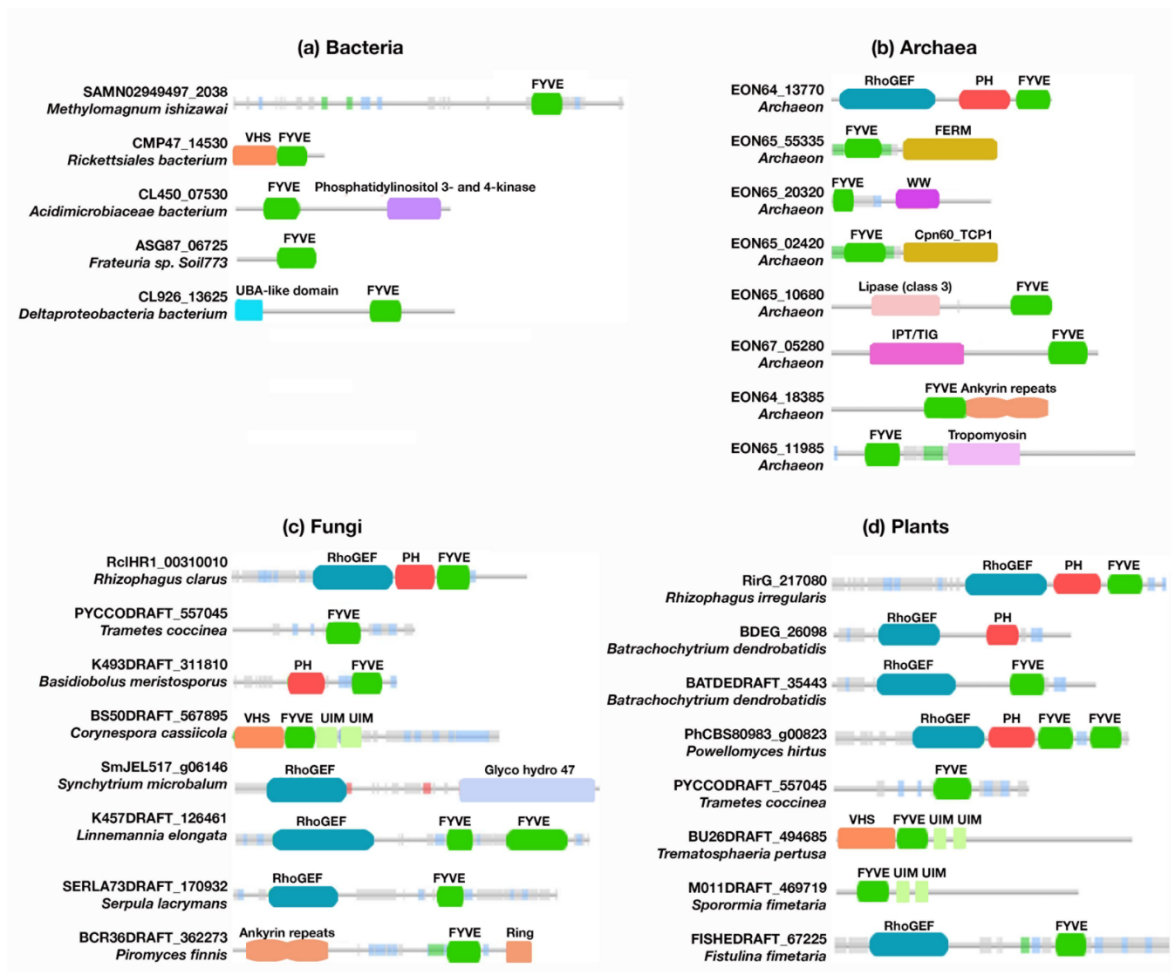 (a) Bacteria
SAMN02949497_2038
Methylomagnum ishizawai
FYVE
CMP47_14530
Rickettsiales bacterium
VHS FYVE
CL450_07530
Acidimicrobiaceae bacterium
FYVE Phosphatidylinositol 3- and 4-kinase
ASG87_06725
Frateuria sp. Soil773
FYVE
CL926_13625
Deltaproteobacteria bacterium
UBA-like domain FYVE
(b) Archaea
EON64_13770
Archaeon
RhoGEF PH FYVE
EON65_55335
Archaeon
FYVE FERM
EON65_20320
Archaeon
FYVE WW
EON65_02420
Archaeon
FYVE Cpn60_TCP1
EON65_10680
Archaeon
Lipase (class 3) FYVE
EON67_05280
Archaeon
IPT/TIG FYVE
EON64_18385
Archaeon
FYVE Ankyrin repeats
EON65_11985
Archaeon
FYVE Tropomyosin
(c) Fungi
RclHR1_00310010
Rhizophagus clarus
RhoGEF PH FYVE
PYCCODRAFT_557045
Trametes coccinea
FYVE
K493DRAFT_311810
Basidiobolus meristosporus
PH FYVE
BS50DRAFT_567895
Corynespora cassiicola
VHS FYVE UIM UIM
SmJEL517_g06146
Synchytrium microbalum
RhoGEF Glyco hydro 47
K457DRAFT_126461
Linnemannia elongata
RhoGEF FYVE FYVE
SERLA73DRAFT_170932
Serpula lacrymans
RhoGEF FYVE
BCR36DRAFT_362273
Piromyces finnis
Ankyrin repeats FYVE Ring
(d) Plants
RirG_217080
Rhizophagus irregularis
RhoGEF PH FYVE
BDEG_26098
Batrachochytrium dendrobatidis
RhoGEF PH
BATDEDRAFT_35443
Batrachochytrium dendrobatidis
RhoGEF FYVE
PhCBS80983_g00823
Powellomyces hirtus
RhoGEF PH FYVE FYVE
PYCCODRAFT_557045
Trametes coccinea
FYVE
BU26DRAFT_494685
Trematosphaeria pertusa
VHS FYVE UIM UIM
M011DRAFT_469719
Sporormia fimetaria
FYVE UIM UIM
FISHEDRAFT_67225
Fistulina fimetaria
RhoGEF FYVE